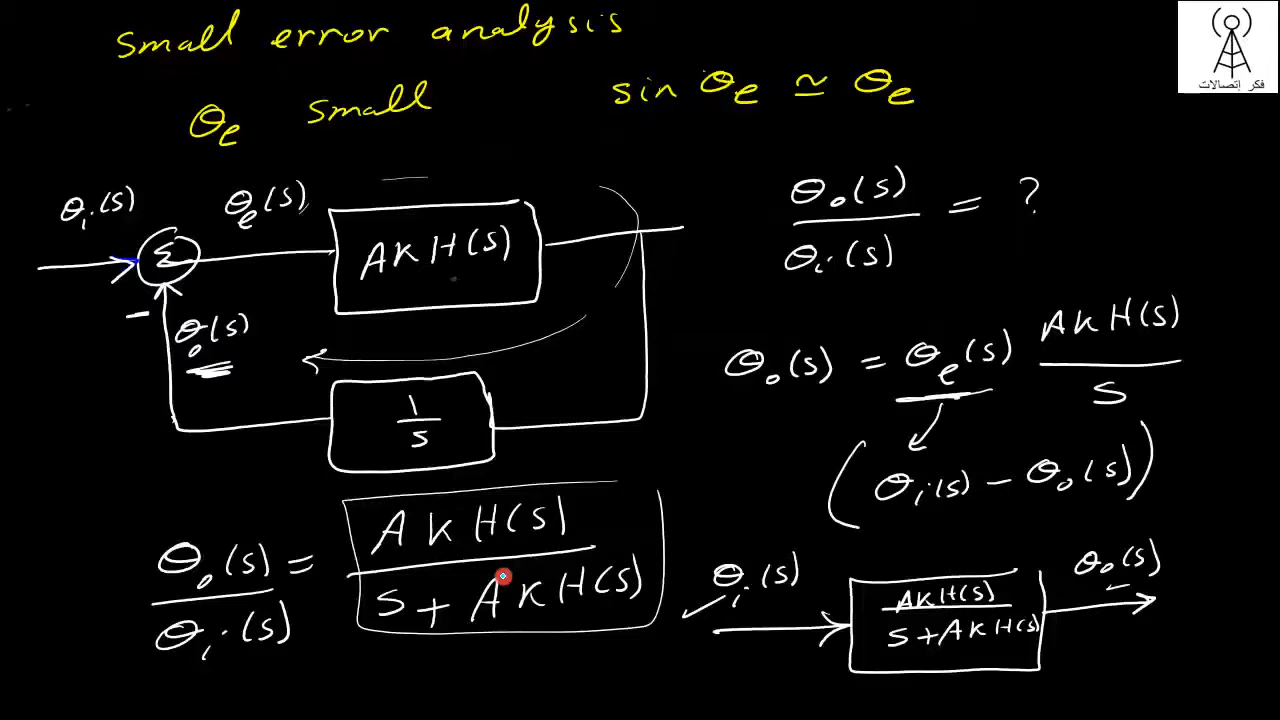 small error analysis
θe small
sin θe ≃ θe
فكر إتصالات
θi(s)
θe(s)
AKH(s)
Σ
−
θo(s)
1/s
θo(s)/θi(s) = ?
θo(s) = θe(s) AKH(s)/s
(θi(s) − θo(s))
θo(s)/θi(s) = AKH(s)/(s + AKH(s))
θi(s)
AKH(s)/(s + AKH(s))
θo(s)